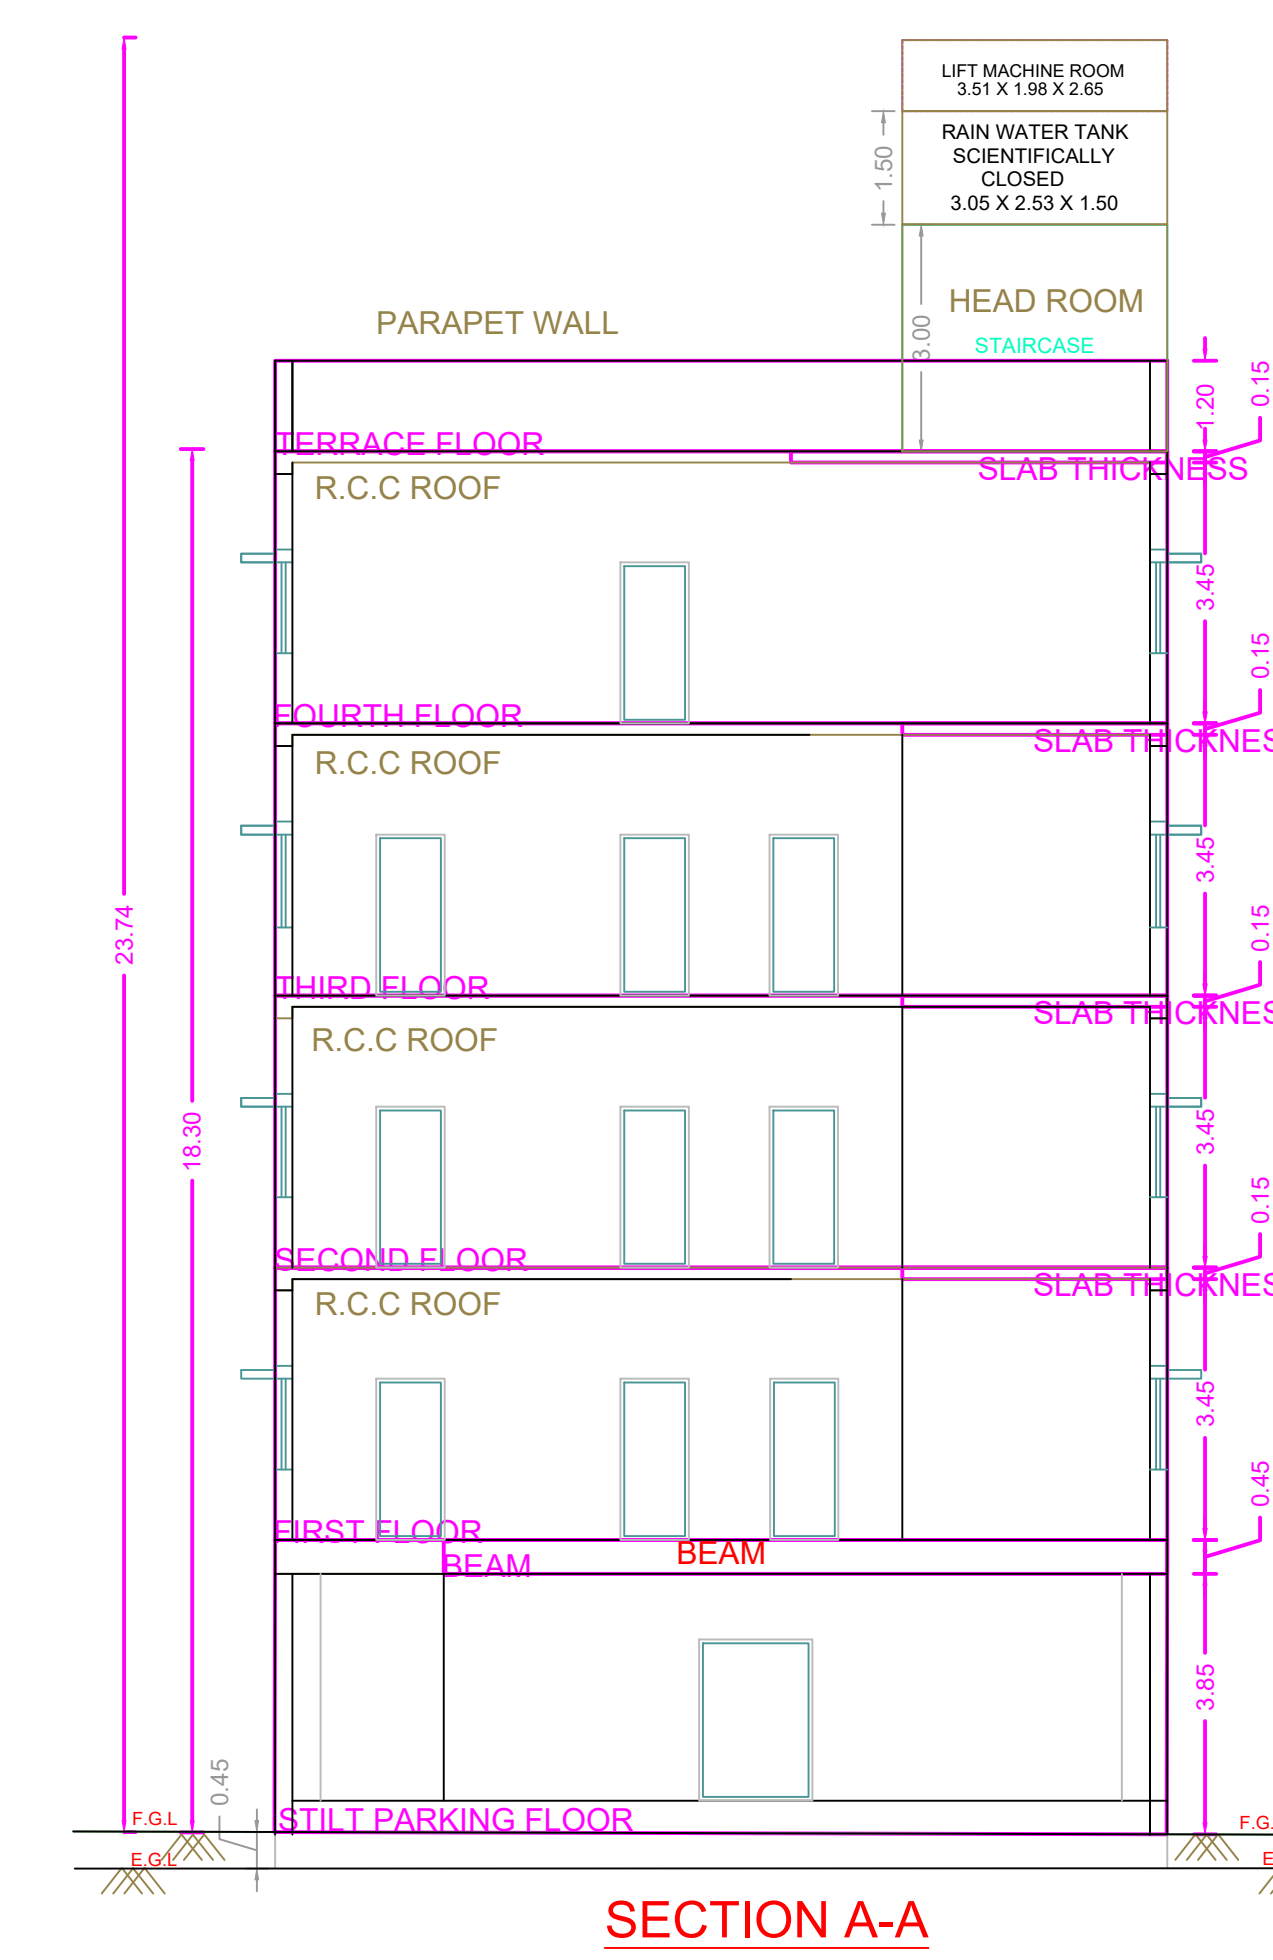 LIFT MACHINE ROOM
3.51 X 1.98 X 2.65
RAIN WATER TANK
SCIENTIFICALLY
CLOSED
3.05 X 2.53 X 1.50
1.50
HEAD ROOM
STAIRCASE
3.00
PARAPET WALL
1.20
0.15
TERRACE FLOOR
SLAB THICKNESS
R.C.C ROOF
3.45
0.15
FOURTH FLOOR
SLAB THICKNES
R.C.C ROOF
3.45
23.74
0.15
THIRD FLOOR
SLAB THICKNES
R.C.C ROOF
3.45
18.30
0.15
SECOND FLOOR
SLAB THICKNES
R.C.C ROOF
3.45
0.45
FIRST FLOOR
BEAM
BEAM
3.85
0.45
STILT PARKING FLOOR
F.G.L
F.G.
E.G.L
E
SECTION A-A